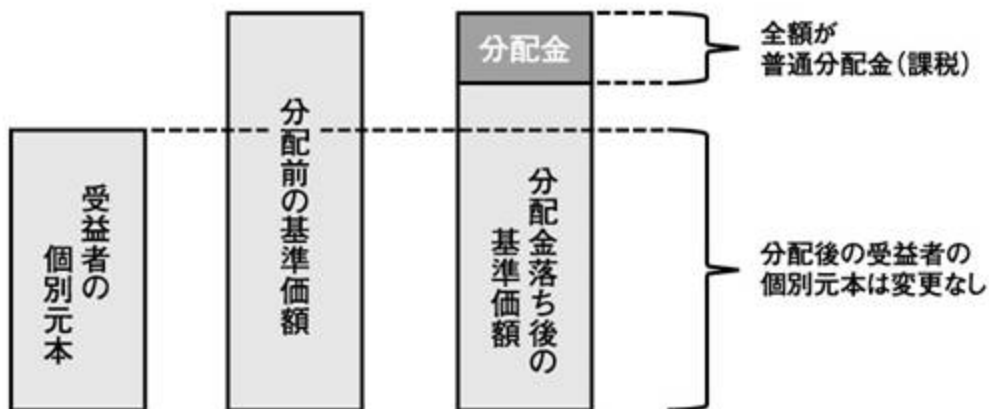 受益者の
個別元本
分配前の基準価額
分配金
分配金落ち後の
基準価額
全額が
普通分配金(課税)
分配後の受益者の
個別元本は変更なし